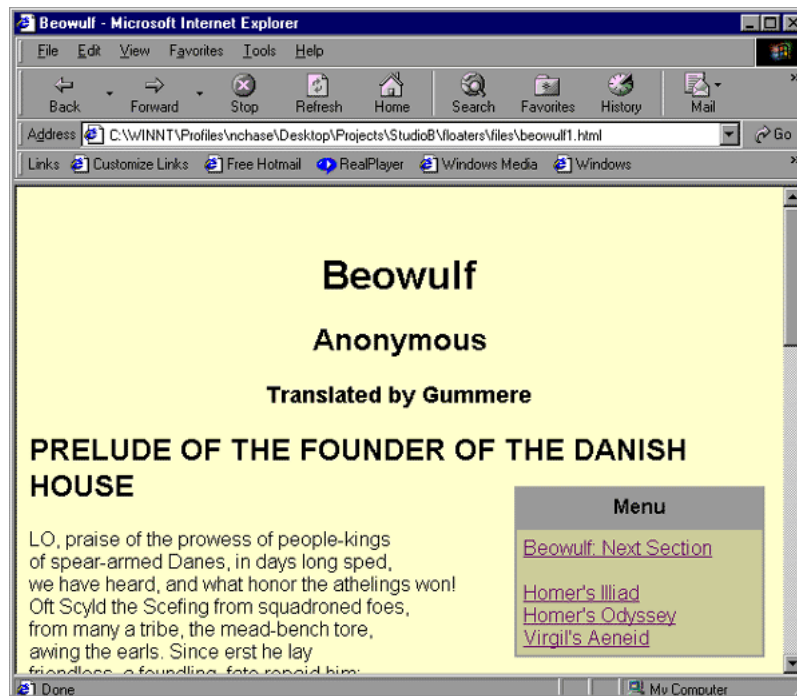 Beowulf - Microsoft Internet Explorer
File Edit View Favorites Tools Help
Back Forward Stop Refresh Home Search Favorites History Mail
Address C:\WINNT\Profiles\nchase\Desktop\Projects\StudioB\floaters\files\beowulf1.html Go
Links Customize Links Free Hotmail RealPlayer Windows Media Windows
Beowulf
Anonymous
Translated by Gummere
PRELUDE OF THE FOUNDER OF THE DANISH
HOUSE
LO, praise of the prowess of people-kings
of spear-armed Danes, in days long sped,
we have heard, and what honor the athelings won!
Oft Scyld the Scefing from squadroned foes,
from many a tribe, the mead-bench tore,
awing the earls. Since erst he lay
friendless, a foundling, fate repaid him:
Menu
Beowulf: Next Section
Homer's Illiad
Homer's Odyssey
Virgil's Aeneid
Done My Computer